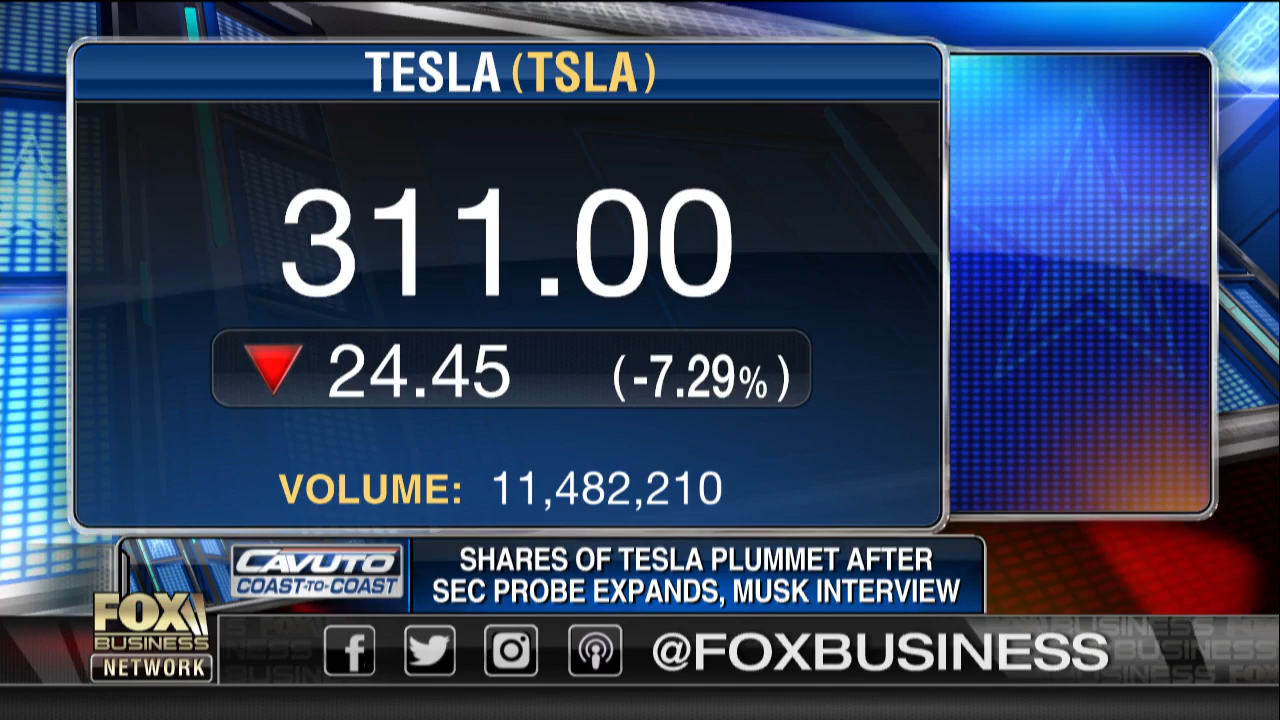 TESLA (TSLA)
311.00
▼ 24.45 (-7.29%)
VOLUME: 11,482,210
CAVUTO
COAST-TO-COAST
SHARES OF TESLA PLUMMET AFTER
SEC PROBE EXPANDS, MUSK INTERVIEW
FOX
BUSINESS
NETWORK
@FOXBUSINESS